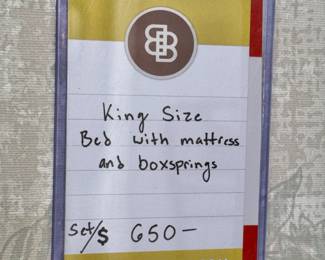 King Size
Bed with mattress
and boxsprings
Set/$ 650—